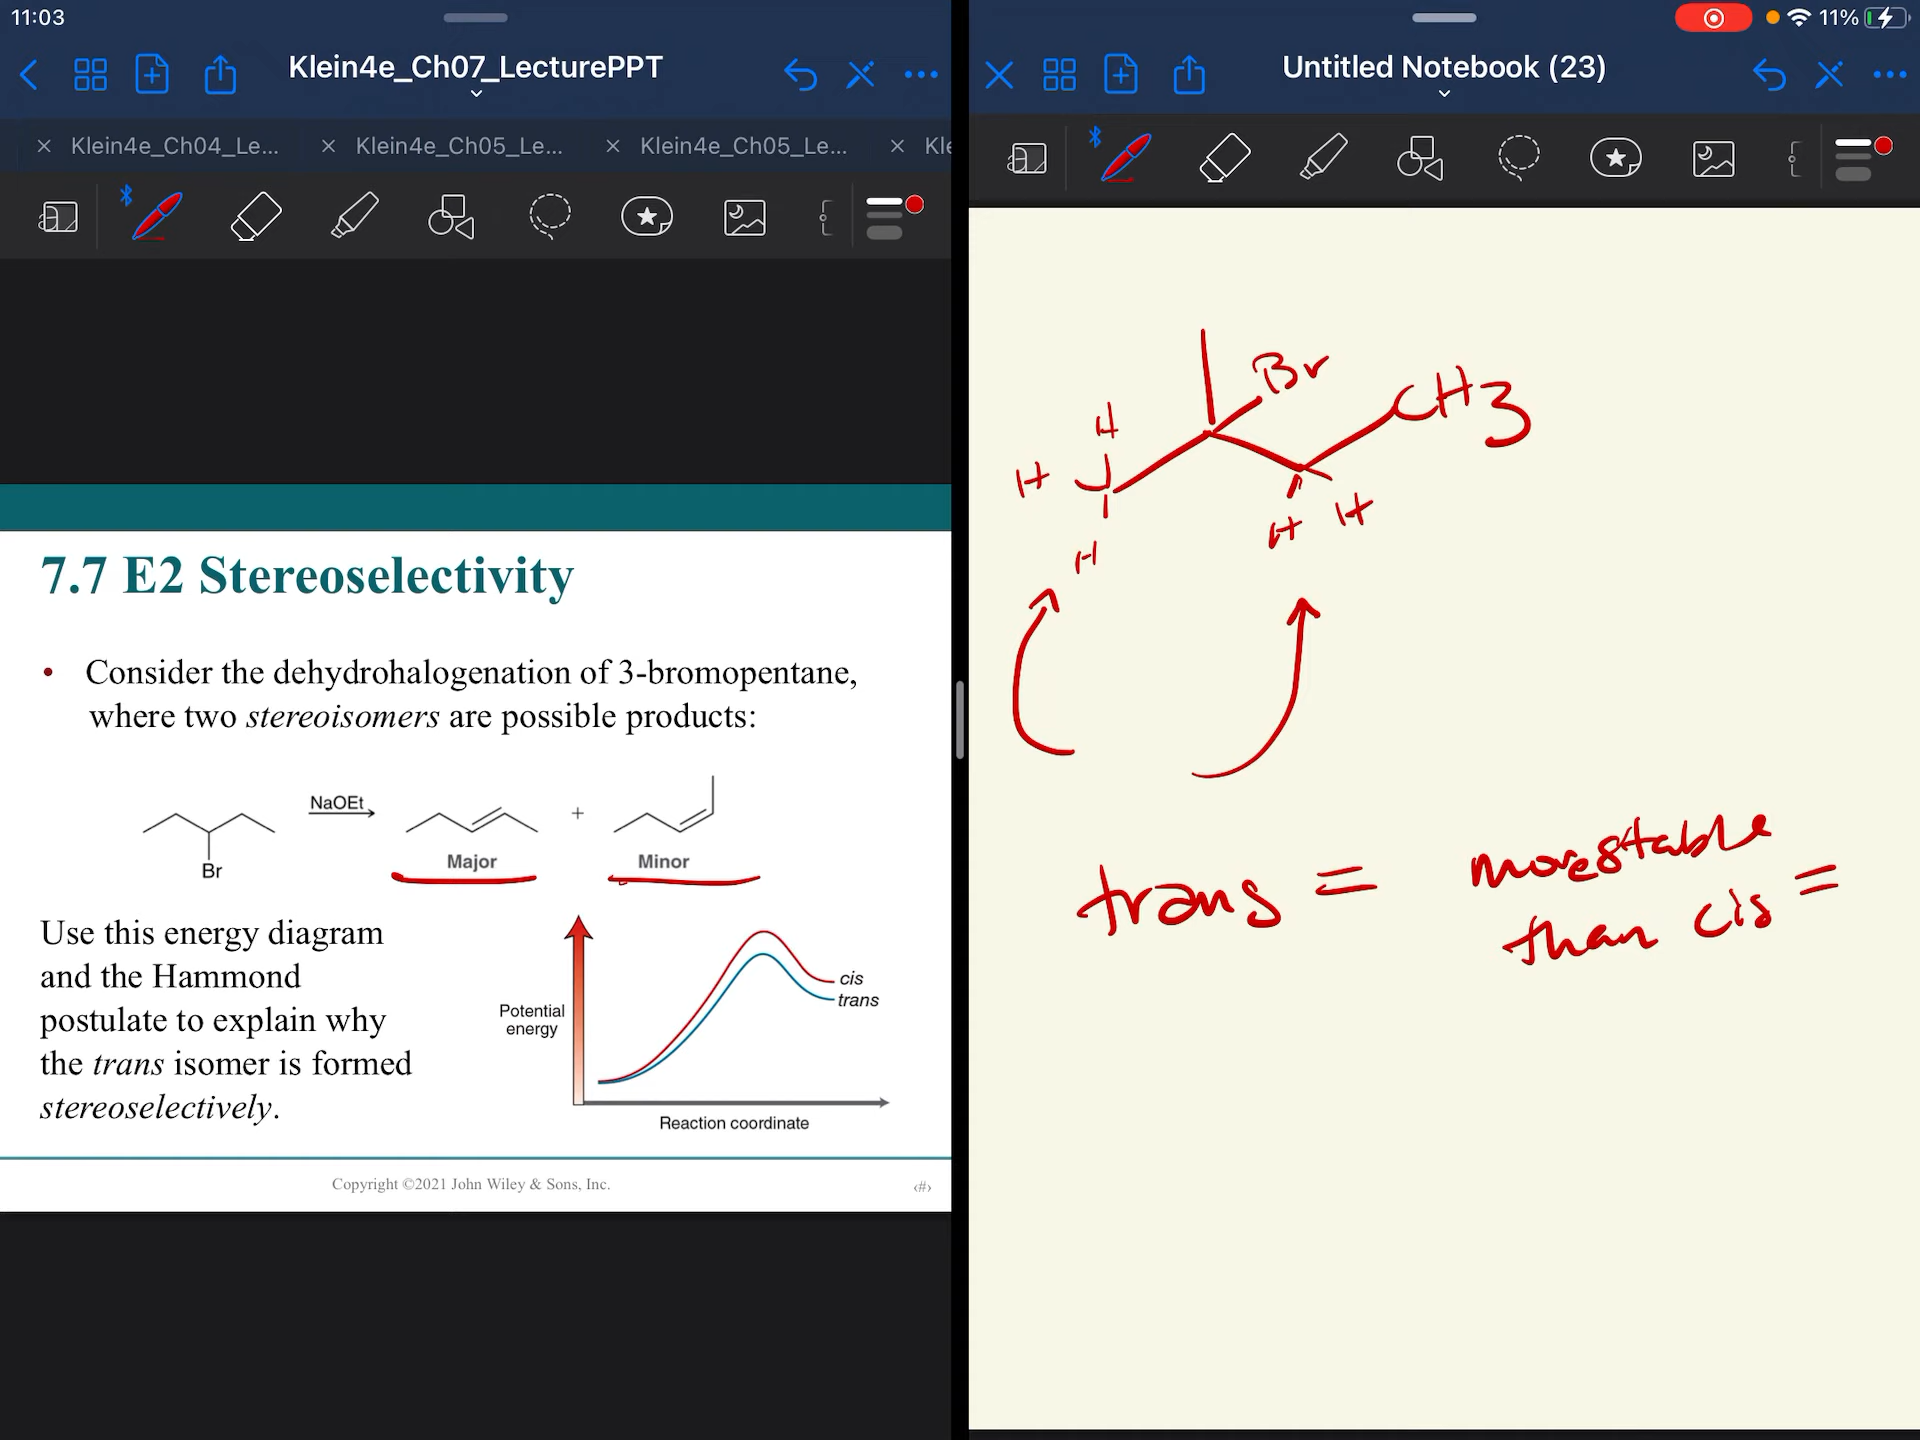 11:03
11%
Klein4e_Ch07_LecturePPT
Untitled Notebook (23)
Klein4e_Ch04_Le...
Klein4e_Ch05_Le...
Klein4e_Ch05_Le...
Kle
7.7 E2 Stereoselectivity
• Consider the dehydrohalogenation of 3-bromopentane,
where two stereoisomers are possible products:
NaOEt
+
Br
Major
Minor
Use this energy diagram
and the Hammond
postulate to explain why
the trans isomer is formed
stereoselectively.
Potential
energy
cis
trans
Reaction coordinate
Copyright ©2021 John Wiley & Sons, Inc.
‹#›
Br
CH3
H
H
H
H
H
trans = more stable
than cis =